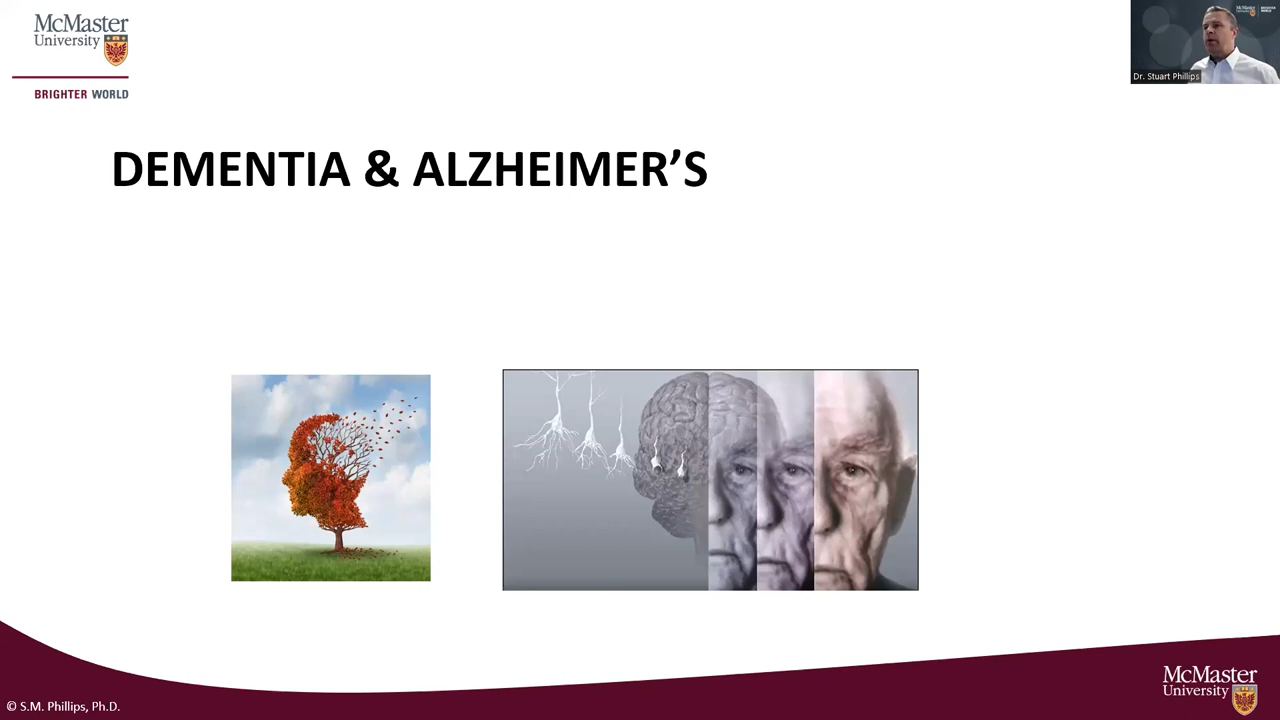 McMaster
University
BRIGHTER WORLD
Dr. Stuart Phillips
DEMENTIA & ALZHEIMER’S
McMaster
University
© S.M. Phillips, Ph.D.